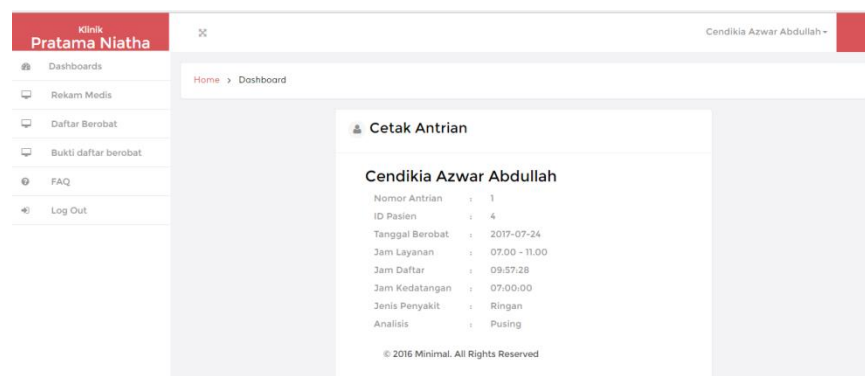 Klinik
Pratama Niatha
Cendikia Azwar Abdullah
Dashboards
Rekam Medis
Daftar Berobat
Bukti daftar berobat
FAQ
Log Out
Home > Dashboard
Cetak Antrian
Cendikia Azwar Abdullah
Nomor Antrian : 1
ID Pasien : 4
Tanggal Berobat : 2017-07-24
Jam Layanan : 07.00 - 11.00
Jam Daftar : 09:57:28
Jam Kedatangan : 07:00:00
Jenis Penyakit : Ringan
Analisis : Pusing
© 2016 Minimal. All Rights Reserved